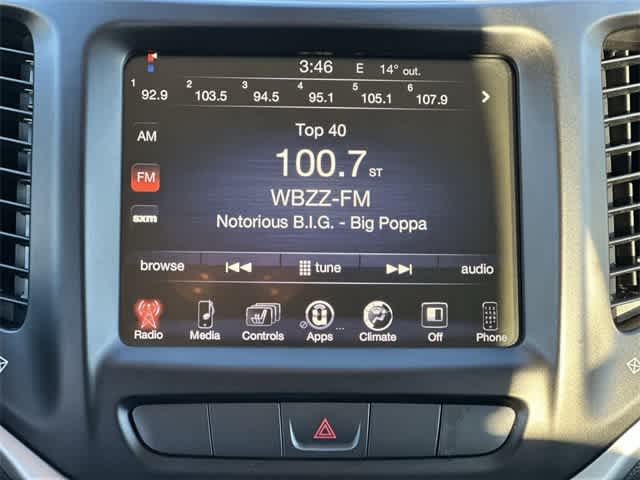 3:46 E 14° out.
1 92.9 2 103.5 3 94.5 4 95.1 5 105.1 6 107.9
AM
Top 40
FM
100.7 ST
sxm
WBZZ-FM
Notorious B.I.G. - Big Poppa
browse tune audio
Radio Media Controls Apps ... Climate Off Phone